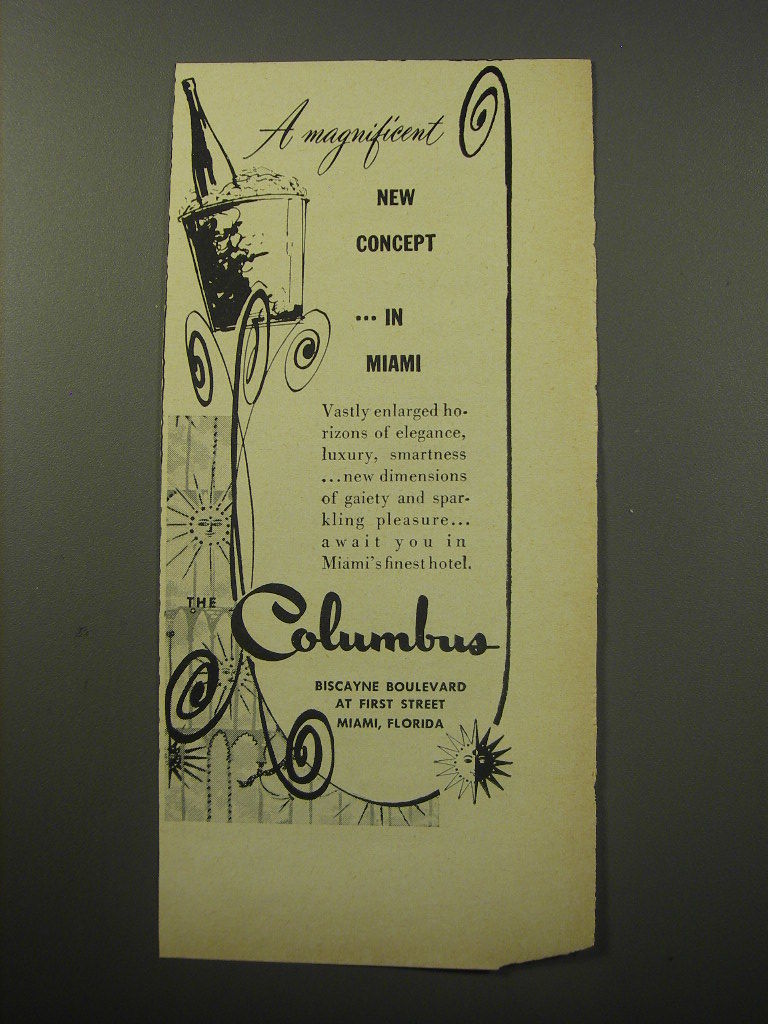 A magnificent
NEW
CONCEPT
... IN
MIAMI
Vastly enlarged ho-
rizons of elegance,
luxury, smartness
...new dimensions
of gaiety and spar-
kling pleasure...
await you in
Miami's finest hotel.
THE
Columbus
BISCAYNE BOULEVARD
AT FIRST STREET
MIAMI, FLORIDA